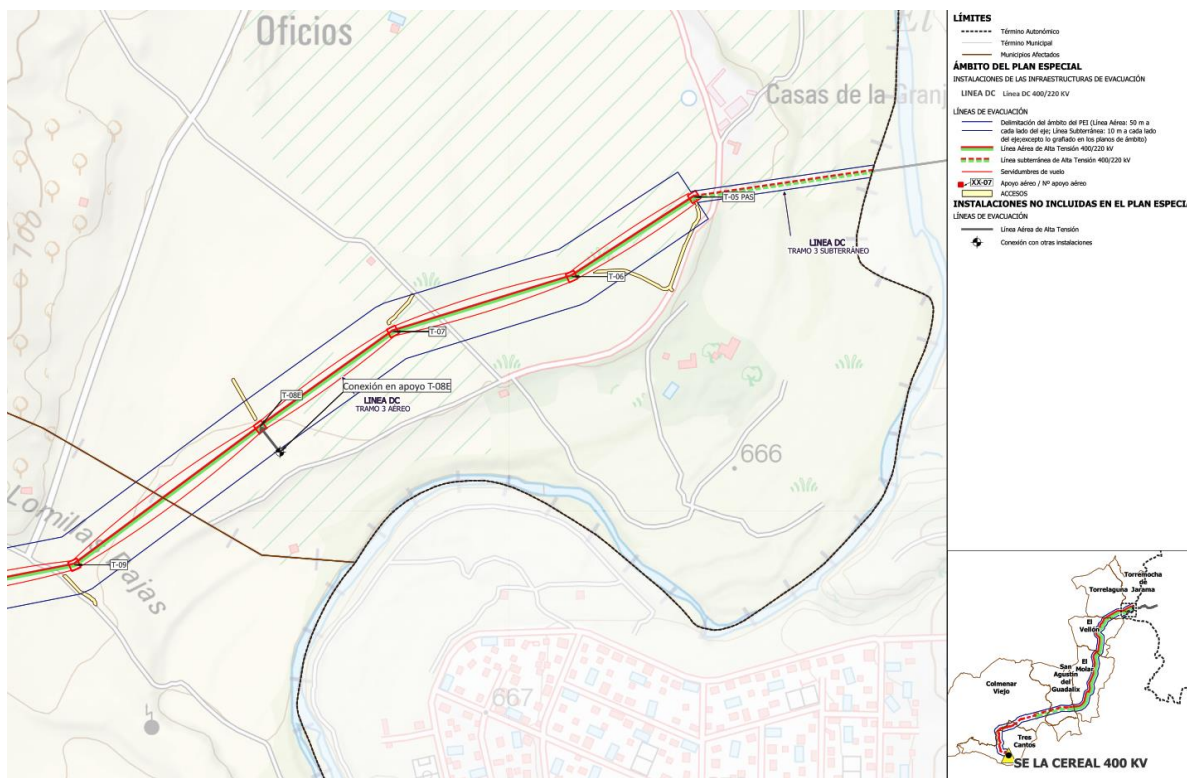 Oficios
El
Casas de la Granj
T-05 PAS
LINEA DC
TRAMO 3 SUBTERRÁNEO
T-06
T-07
Conexión en apoyo T-08E
T-08E
LINEA DC
TRAMO 3 AÉREO
666
Lomillas Bajas
T-09
667
LÍMITES
Término Autonómico
Término Municipal
Municipios Afectados
ÁMBITO DEL PLAN ESPECIAL
INSTALACIONES DE LAS INFRAESTRUCTURAS DE EVACUACIÓN
LINEA DC Línea DC 400/220 KV
LÍNEAS DE EVACUACIÓN
Delimitación del ámbito del PEI (Línea Aérea: 50 m a
cada lado del eje; Línea Subterránea: 10 m a cada lado
del eje;excepto lo grafiado en los planos de ámbito)
Línea Aérea de Alta Tensión 400/220 kV
Línea subterránea de Alta Tensión 400/220 kV
Servidumbres de vuelo
XX-07 Apoyo aéreo / Nº apoyo aéreo
ACCESOS
INSTALACIONES NO INCLUIDAS EN EL PLAN ESPECI
LÍNEAS DE EVACUACIÓN
Línea Aérea de Alta Tensión
Conexión con otras instalaciones
Torremocha
de
Jarama
Torrelaguna
El
Vellón
El
Molar
San
Agustín
del
Guadalix
Colmenar
Viejo
Tres
Cantos
SE LA CEREAL 400 KV